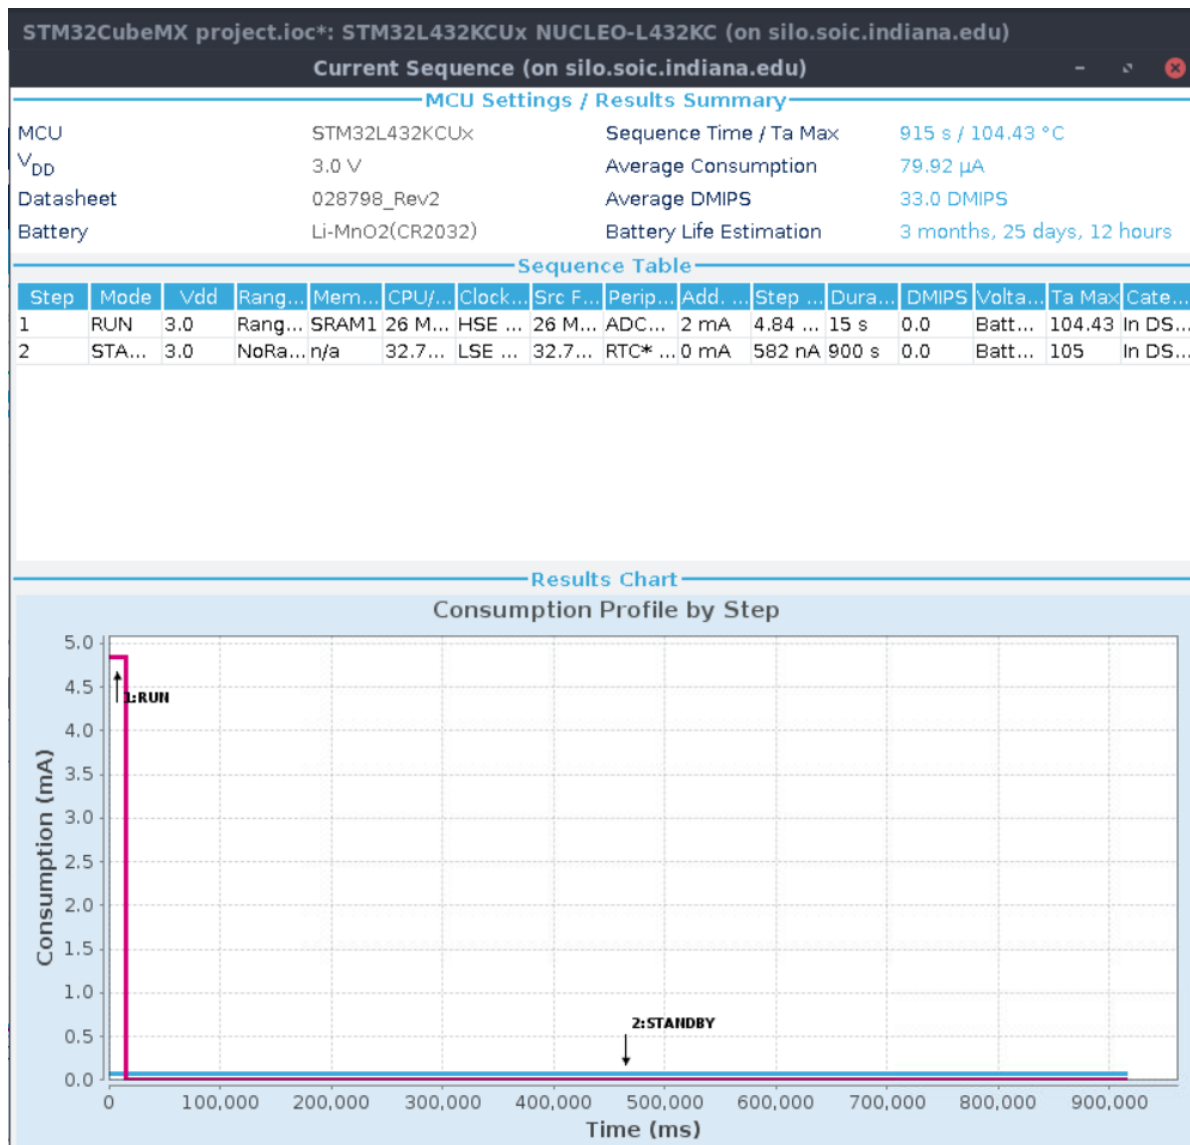 STM32CubeMX project.ioc*: STM32L432KCUx NUCLEO-L432KC (on silo.soic.indiana.edu)
Current Sequence (on silo.soic.indiana.edu)
MCU Settings / Results Summary
MCU STM32L432KCUx Sequence Time / Ta Max 915 s / 104.43 °C
VDD 3.0 V Average Consumption 79.92 µA
Datasheet 028798_Rev2 Average DMIPS 33.0 DMIPS
Battery Li-MnO2(CR2032) Battery Life Estimation 3 months, 25 days, 12 hours
Sequence Table
Step Mode Vdd Rang... Mem... CPU/... Clock... Src F... Perip... Add. ... Step ... Dura... DMIPS Volta... Ta Max Cate...
1 RUN 3.0 Rang... SRAM1 26 M... HSE ... 26 M... ADC... 2 mA 4.84 ... 15 s 0.0 Batt... 104.43 In DS...
2 STA... 3.0 NoRa... n/a 32.7... LSE ... 32.7... RTC* ... 0 mA 582 nA 900 s 0.0 Batt... 105 In DS...
Results Chart
Consumption Profile by Step
5.0
4.5
1:RUN
4.0
3.5
3.0
2.5
2.0
1.5
1.0
0.5
0.0
Consumption (mA)
2:STANDBY
0 100,000 200,000 300,000 400,000 500,000 600,000 700,000 800,000 900,000
Time (ms)